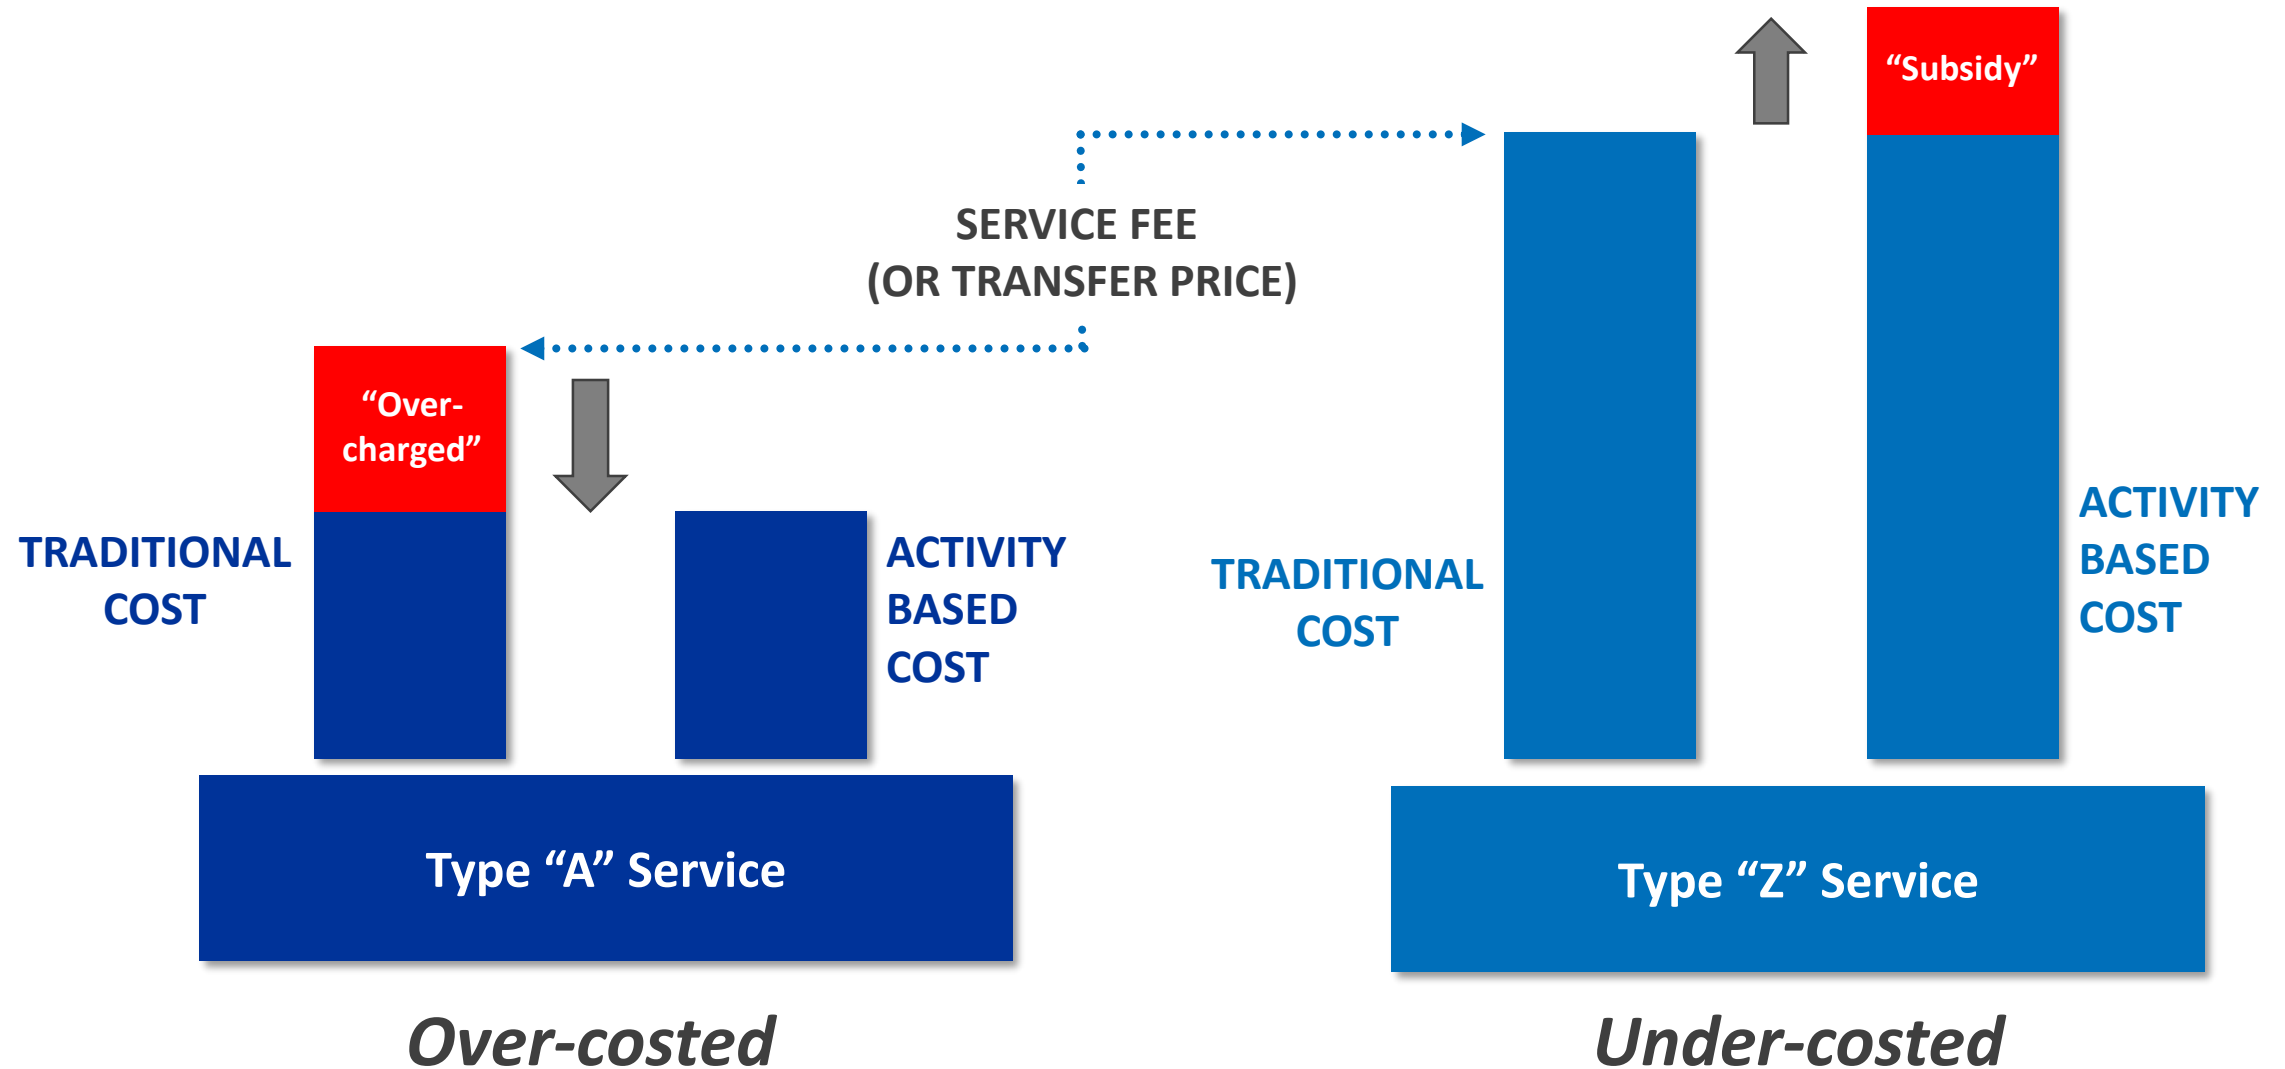 “Subsidy”
SERVICE FEE
(OR TRANSFER PRICE)
“Over-
charged”
TRADITIONAL
COST
ACTIVITY
BASED
COST
TRADITIONAL
COST
ACTIVITY
BASED
COST
Type “A” Service
Type “Z” Service
Over-costed
Under-costed